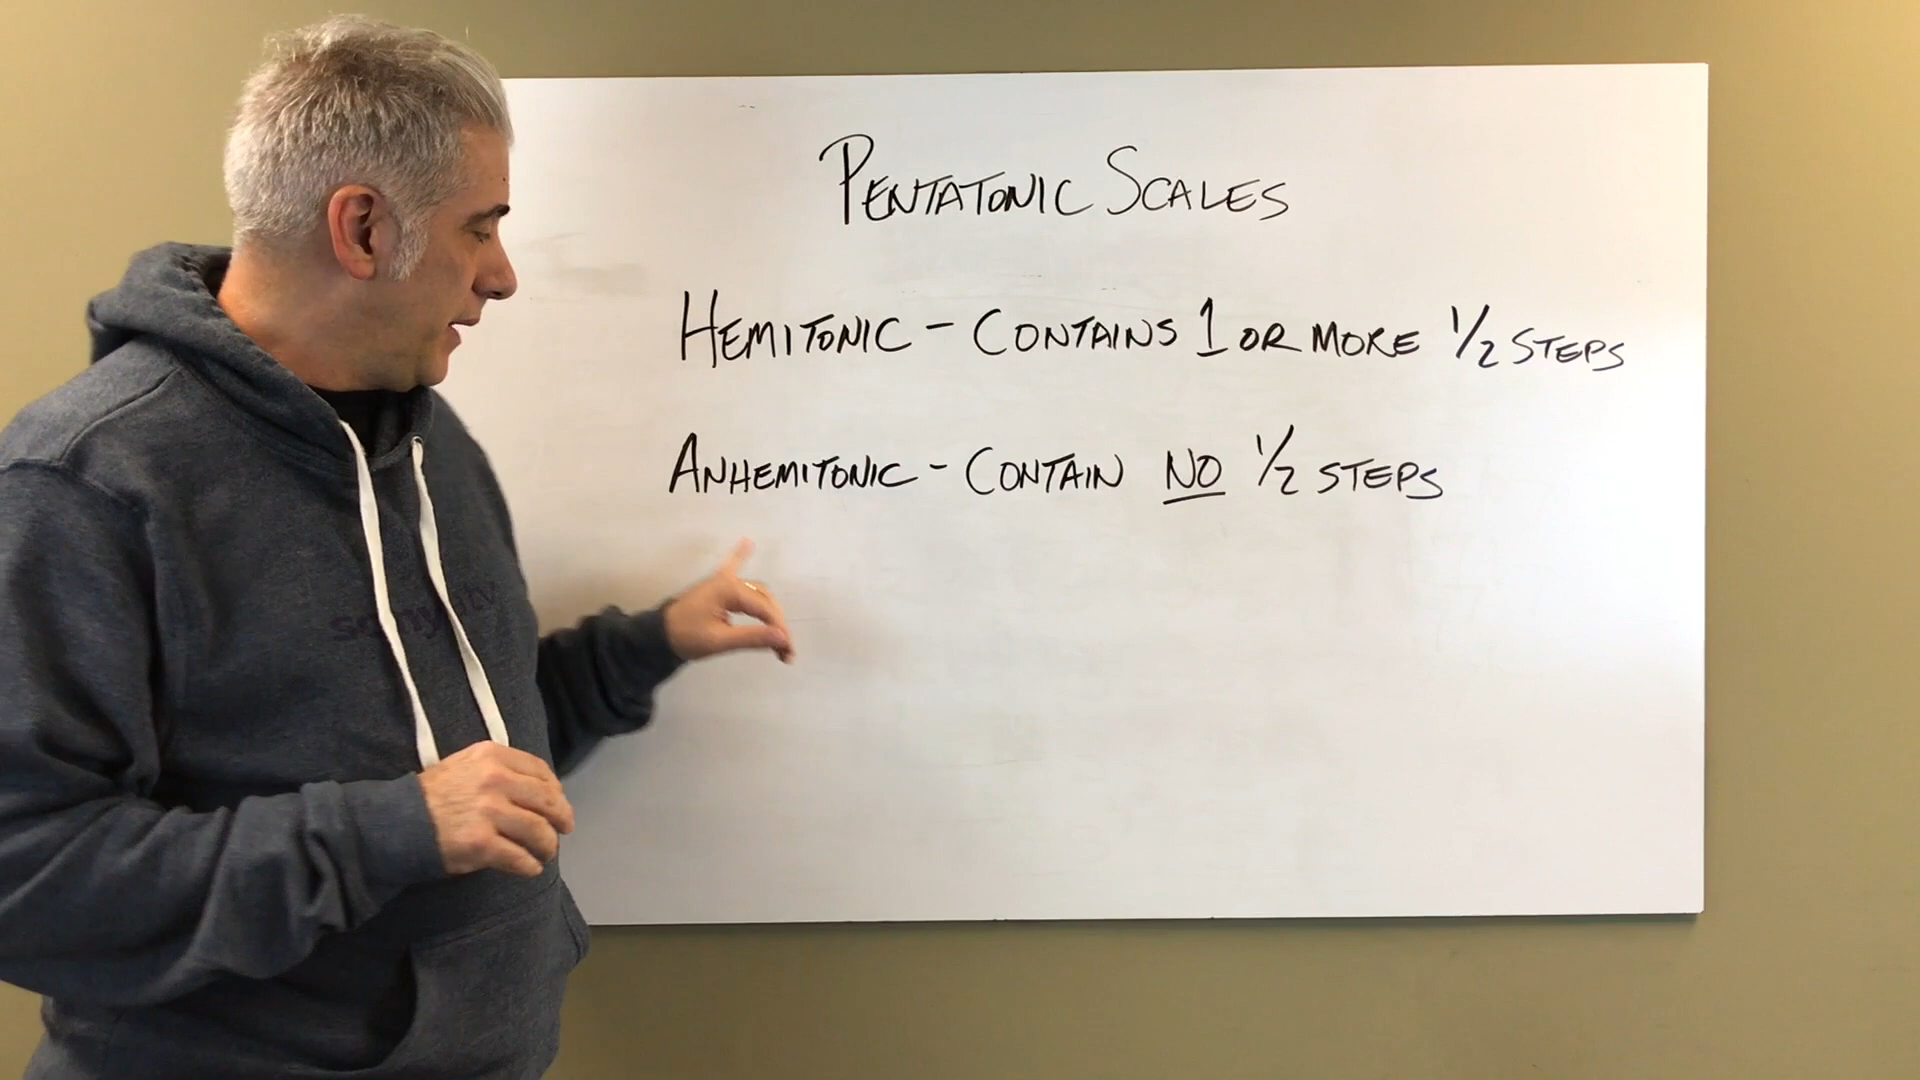 PENTATONIC SCALES
HEMITONIC - CONTAINS 1 OR MORE 1/2 STEPS
ANHEMITONIC - CONTAIN NO 1/2 STEPS